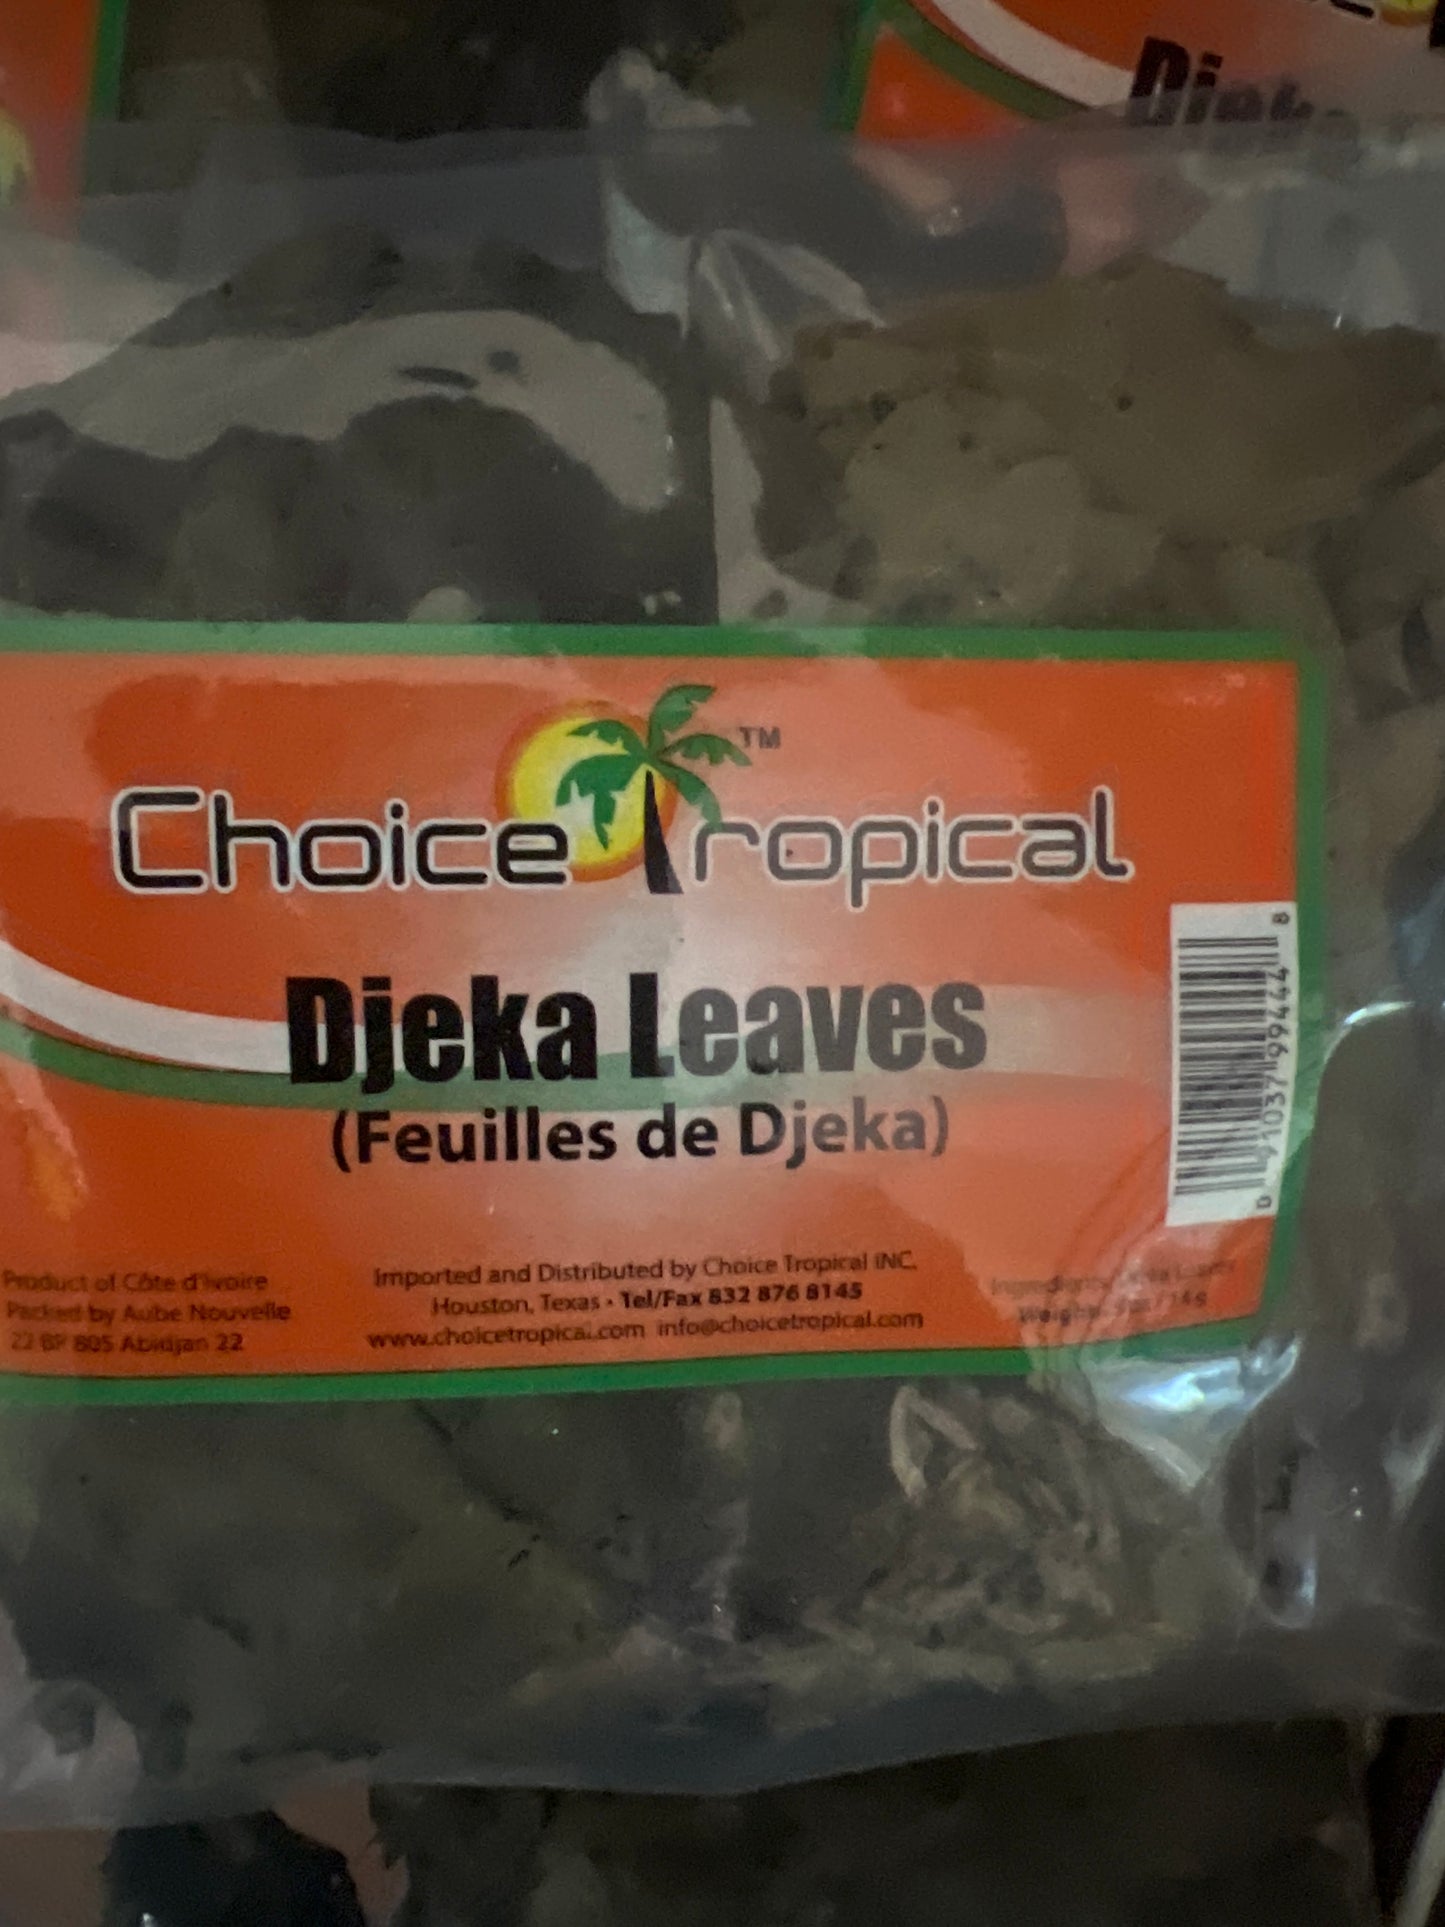 Choice Tropical TM
Djeka Leaves
(Feuilles de Djeka)
Product of Côte d'Ivoire
Packed by Aube Nouvelle
22 BP 805 Abidjan 22
Imported and Distributed by Choice Tropical INC.
Houston, Texas • Tel/Fax 832 876 8145
www.choicetropical.com info@choicetropical.com
Ingredients:
Weight: